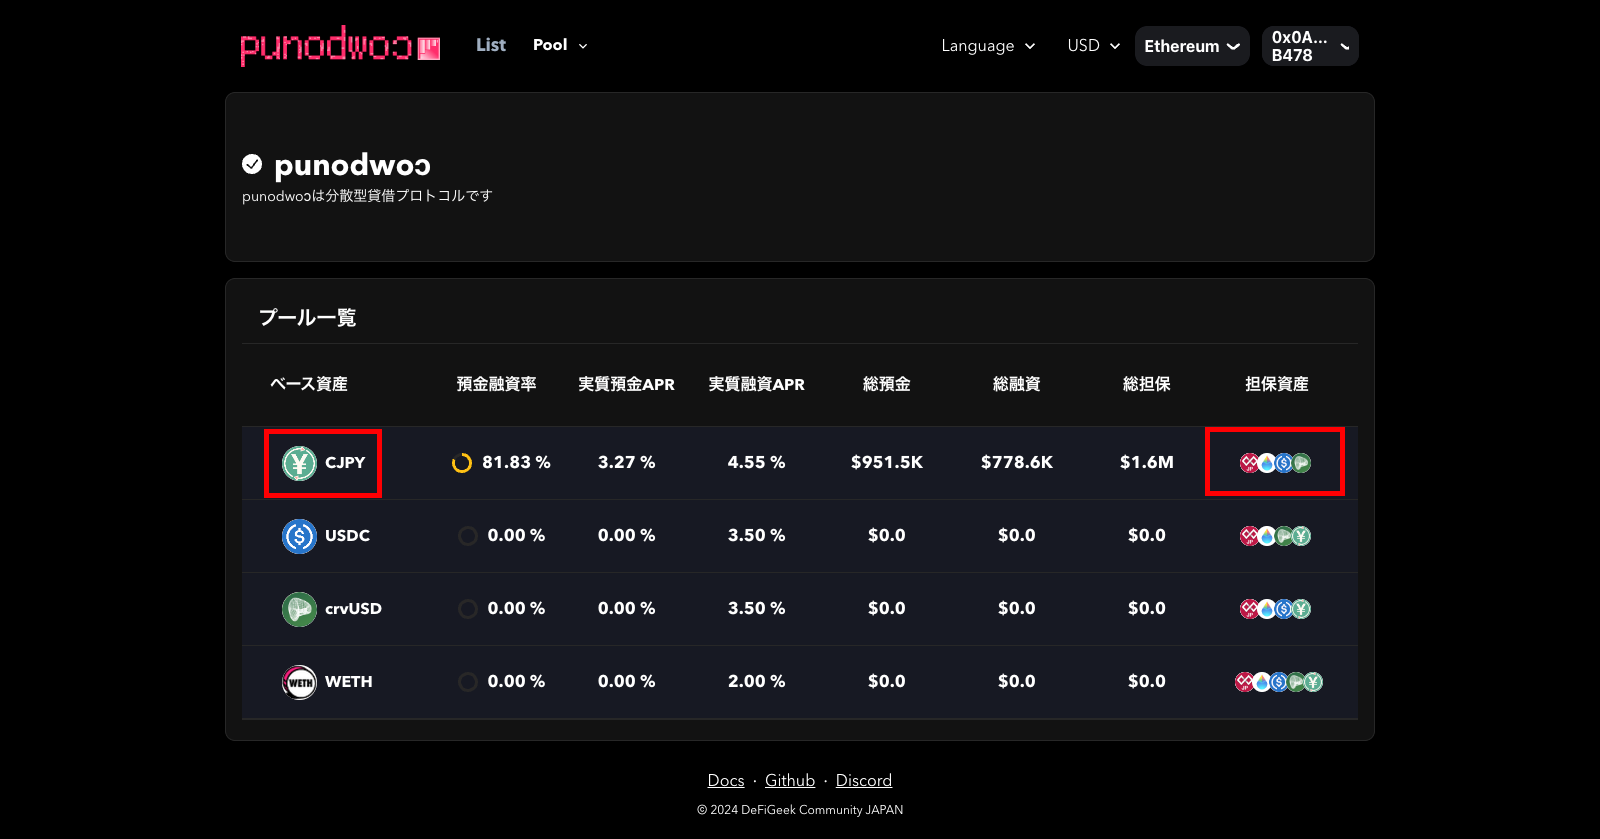 punodwoɔ
List Pool
Language USD Ethereum 0x0A...
B478
punodwoɔ
punodwoɔは分散型貸借プロトコルです
プール一覧
ベース資産 預金融資率 実質預金APR 実質融資APR 総預金 総融資 総担保 担保資産
CJPY 81.83 % 3.27 % 4.55 % $951.5K $778.6K $1.6M
USDC 0.00 % 0.00 % 3.50 % $0.0 $0.0 $0.0
crvUSD 0.00 % 0.00 % 3.50 % $0.0 $0.0 $0.0
WETH WETH 0.00 % 0.00 % 2.00 % $0.0 $0.0 $0.0
Docs · Github · Discord
© 2024 DeFiGeek Community JAPAN